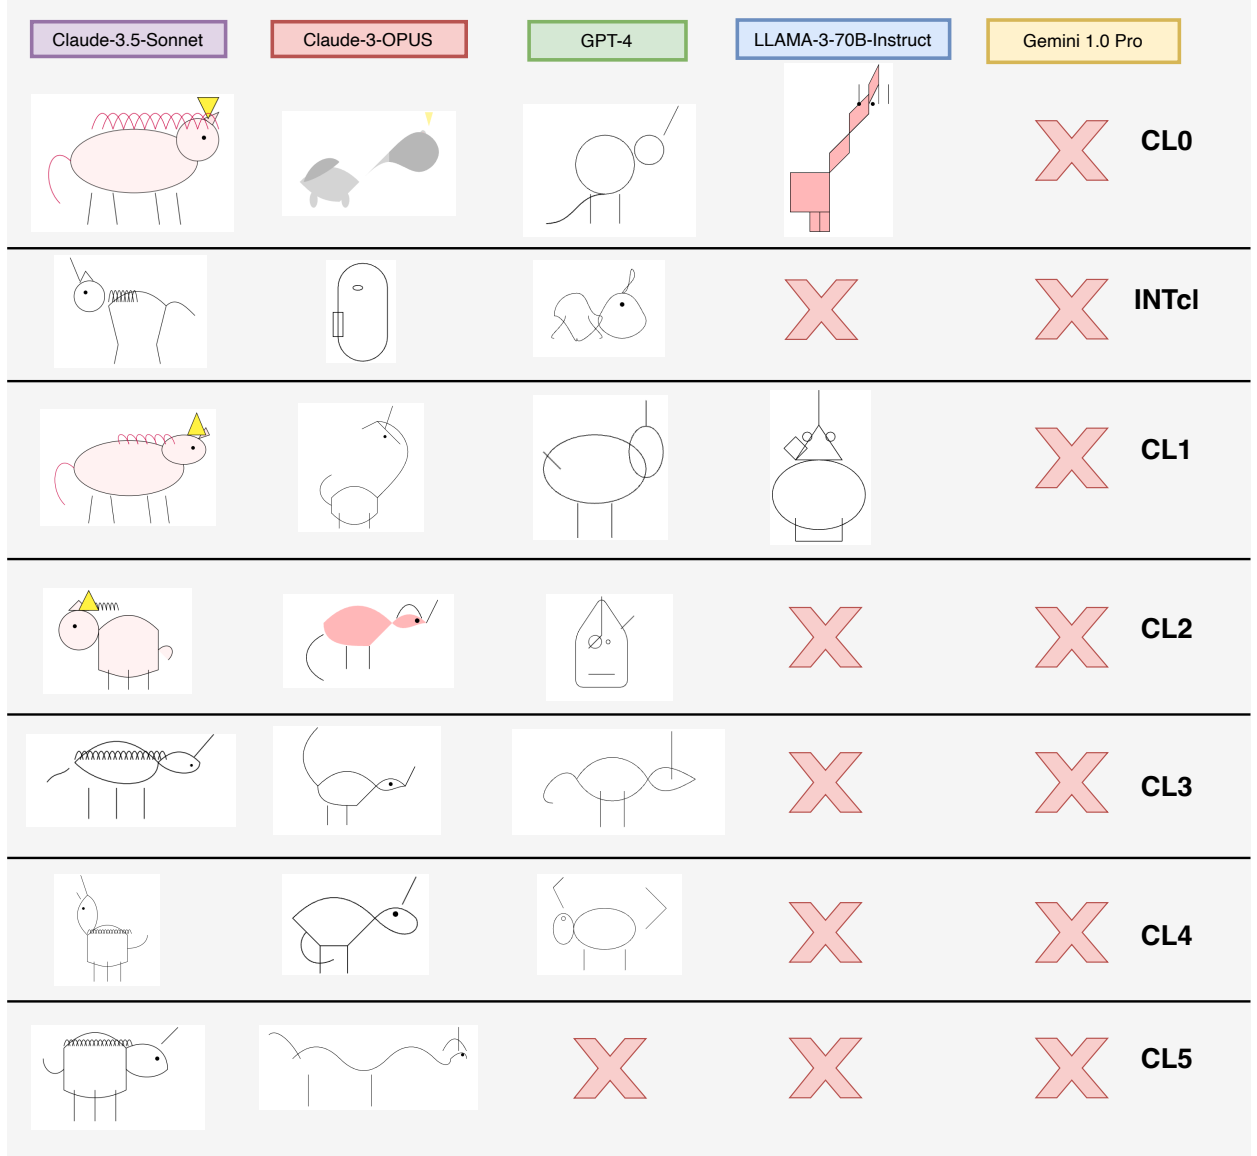 Claude-3.5-Sonnet
Claude-3-OPUS
GPT-4
LLAMA-3-70B-Instruct
Gemini 1.0 Pro
CL0
INTcl
CL1
CL2
CL3
CL4
CL5